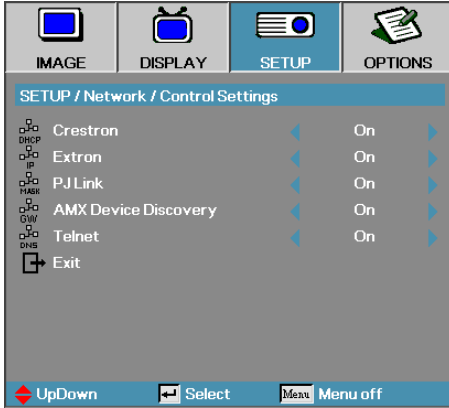 IMAGE DISPLAY SETUP OPTIONS
SETUP / Network / Control Settings
DHCP Crestron On
IP Extron On
MASK PJ Link On
GW AMX Device Discovery On
DNS Telnet On
Exit
UpDown Select Menu Menu off